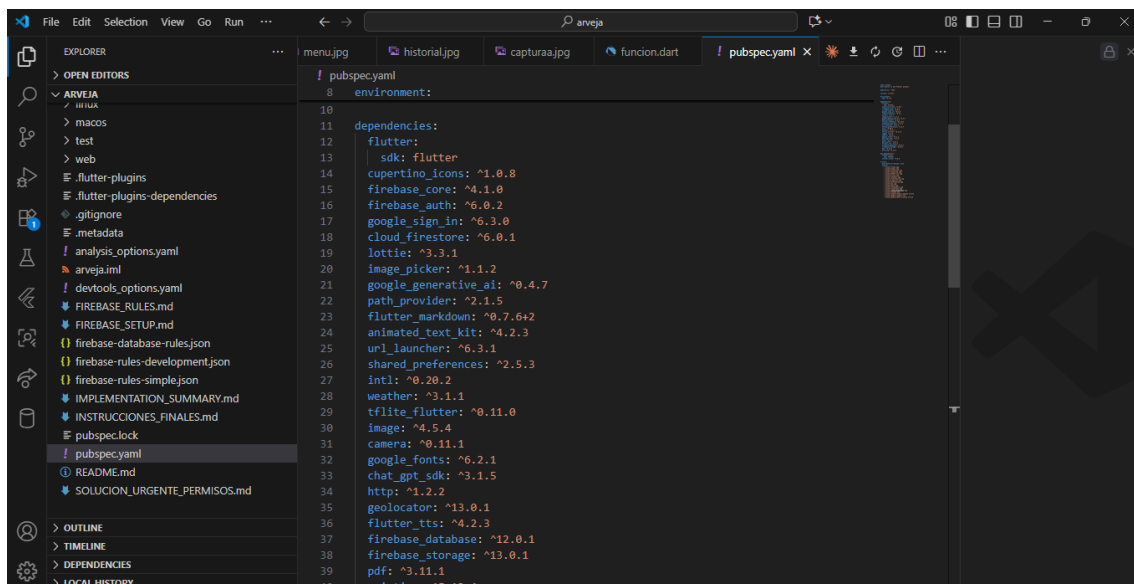 File Edit Selection View Go Run ··· ← → arveja
EXPLORER ···
OPEN EDITORS
ARVEJA
linux
macos
test
web
.flutter-plugins
.flutter-plugins-dependencies
.gitignore
.metadata
analysis_options.yaml
arveja.iml
devtools_options.yaml
FIREBASE_RULES.md
FIREBASE_SETUP.md
firebase-database-rules.json
firebase-rules-development.json
firebase-rules-simple.json
IMPLEMENTATION_SUMMARY.md
INSTRUCCIONES_FINALES.md
pubspec.lock
pubspec.yaml
README.md
SOLUCION_URGENTE_PERMISOS.md
OUTLINE
TIMELINE
DEPENDENCIES
LOCAL HISTORY
1
menu.jpg historial.jpg capturaa.jpg funcion.dart ! pubspec.yaml ···
! pubspec.yaml
8 environment:
10
11 dependencies:
12 flutter:
13 sdk: flutter
14 cupertino_icons: ^1.0.8
15 firebase_core: ^4.1.0
16 firebase_auth: ^6.0.2
17 google_sign_in: ^6.3.0
18 cloud_firestore: ^6.0.1
19 lottie: ^3.3.1
20 image_picker: ^1.1.2
21 google_generative_ai: ^0.4.7
22 path_provider: ^2.1.5
23 flutter_markdown: ^0.7.6+2
24 animated_text_kit: ^4.2.3
25 url_launcher: ^6.3.1
26 shared_preferences: ^2.5.3
27 intl: ^0.20.2
28 weather: ^3.1.1
29 tflite_flutter: ^0.11.0
30 image: ^4.5.4
31 camera: ^0.11.1
32 google_fonts: ^6.2.1
33 chat_gpt_sdk: ^3.1.5
34 http: ^1.2.2
35 geolocator: ^13.0.1
36 flutter_tts: ^4.2.3
37 firebase_database: ^12.0.1
38 firebase_storage: ^13.0.1
39 pdf: ^3.11.1